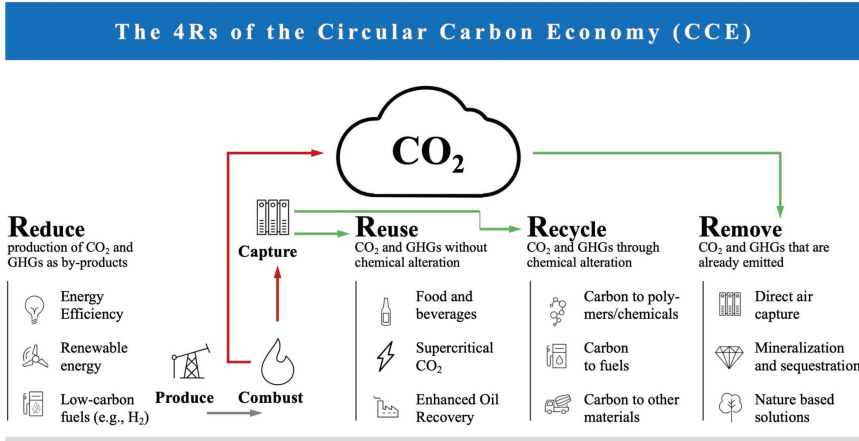 The 4Rs of the Circular Carbon Economy (CCE)
CO₂
Reduce
production of CO₂ and
GHGs as by-products
Energy
Efficiency
Renewable
energy
Low-carbon
fuels (e.g., H₂)
Produce
Capture
Combust
Reuse
CO₂ and GHGs without
chemical alteration
Food and
beverages
Supercritical
CO₂
Enhanced Oil
Recovery
Recycle
CO₂ and GHGs through
chemical alteration
Carbon to poly-
mers/chemicals
Carbon
to fuels
Carbon to other
materials
Remove
CO₂ and GHGs that are
already emitted
Direct air
capture
Mineralization
and sequestration
Nature based
solutions